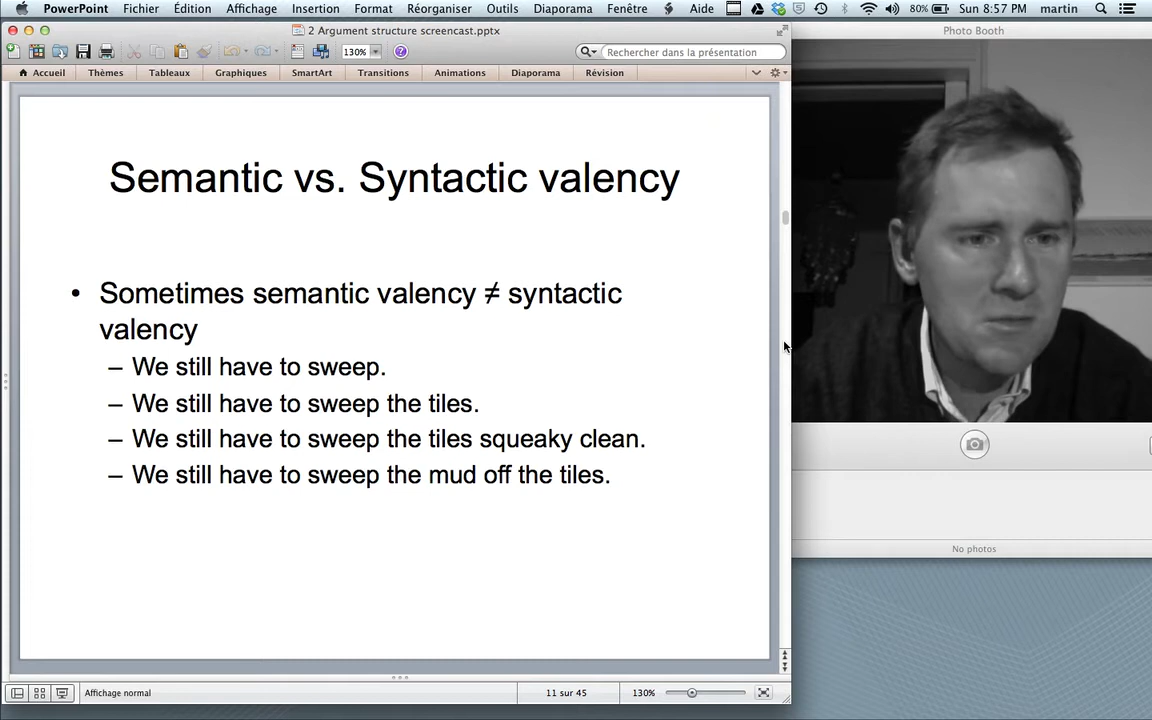 PowerPoint Fichier Édition Affichage Insertion Format Réorganiser Outils Diaporama Fenêtre Aide 80% Sun 8:57 PM martin
2 Argument structure screencast.pptx
Photo Booth
130%
Rechercher dans la présentation
Accueil Thèmes Tableaux Graphiques SmartArt Transitions Animations Diaporama Révision
Semantic vs. Syntactic valency
• Sometimes semantic valency ≠ syntactic
valency
– We still have to sweep.
– We still have to sweep the tiles.
– We still have to sweep the tiles squeaky clean.
– We still have to sweep the mud off the tiles.
No photos
Affichage normal 11 sur 45 130%